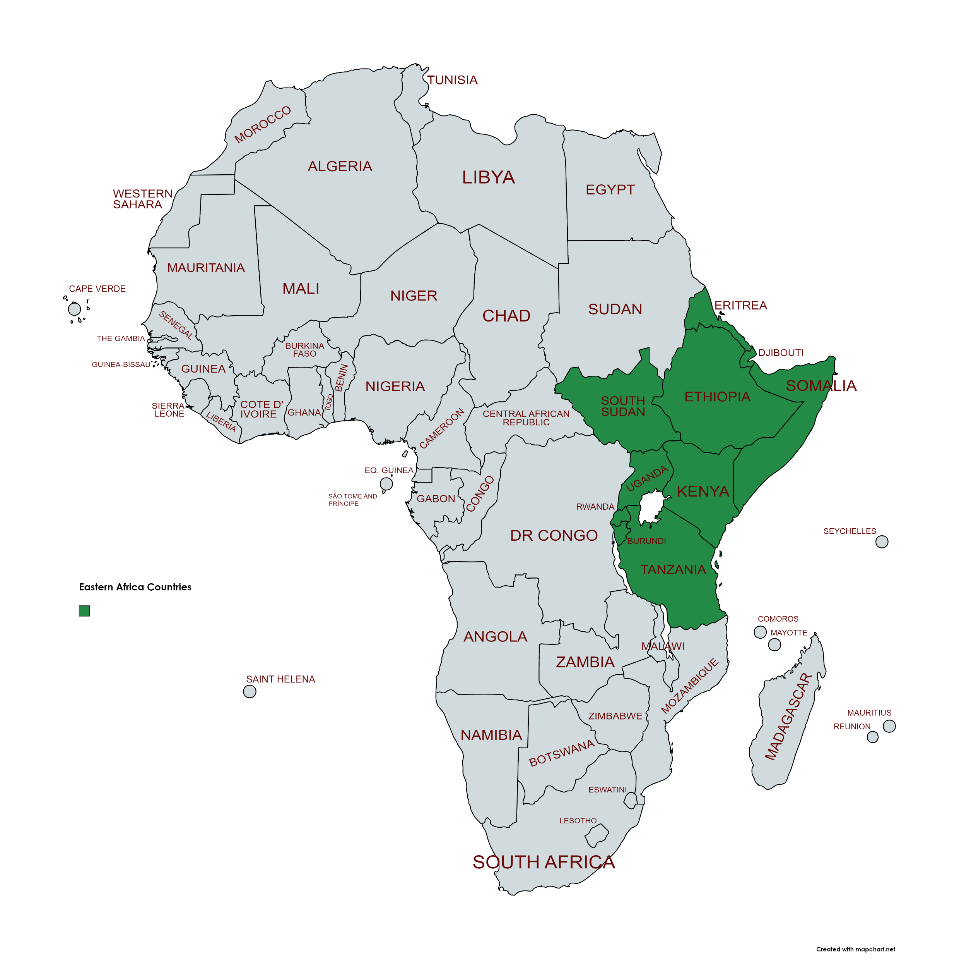 TUNISIA
MOROCCO
ALGERIA
LIBYA
EGYPT
WESTERN
SAHARA
MAURITANIA
MALI
NIGER
CHAD
SUDAN
ERITREA
CAPE VERDE
SENEGAL
THE GAMBIA
GUINEA-BISSAU
GUINEA
BURKINA
FASO
BENIN
TOGO
NIGERIA
DJIBOUTI
SOMALIA
ETHIOPIA
SOUTH
SUDAN
SIERRA
LEONE
LIBERIA
COTE D'
IVOIRE
GHANA
CAMEROON
CENTRAL AFRICAN
REPUBLIC
EQ. GUINEA
SÃO TOME AND
PRÍNCIPE
GABON
CONGO
UGANDA
KENYA
RWANDA
DR CONGO
BURUNDI
TANZANIA
SEYCHELLES
Eastern Africa Countries
COMOROS
MAYOTTE
ANGOLA
ZAMBIA
MALAWI
MOZAMBIQUE
SAINT HELENA
MADAGASCAR
MAURITIUS
REUNION
ZIMBABWE
NAMIBIA
BOTSWANA
ESWATINI
LESOTHO
SOUTH AFRICA
Created with mapchart.net